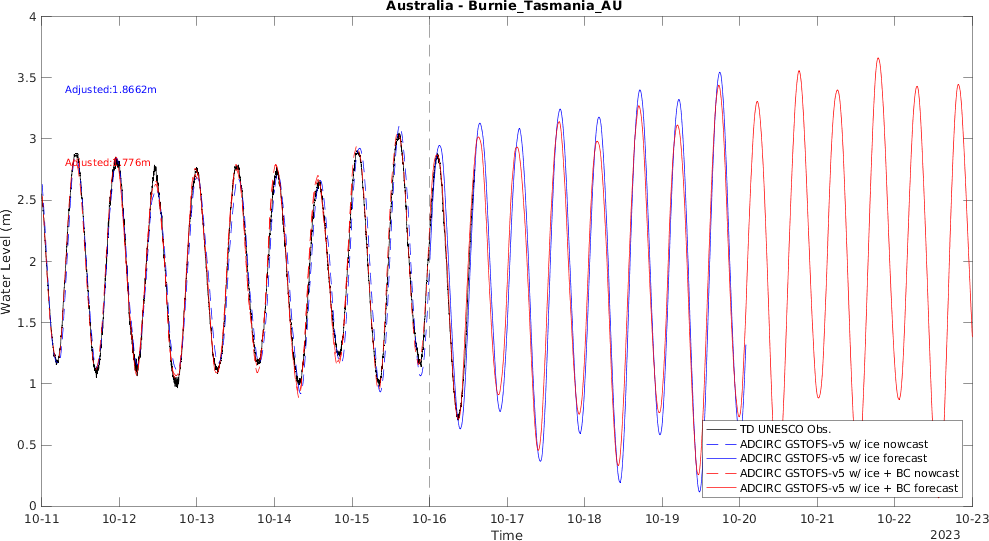 Australia - Burnie_Tasmania_AU
4
3.5
3
2.5
2
1.5
1
0.5
0
Water Level (m)
Adjusted:1.8662m
776m
10-11 10-12 10-13 10-14 10-15 10-16 10-17 10-18 10-19 10-20 10-21 10-22 10-23
Time
2023
TD UNESCO Obs.
ADCIRC GSTOFS-v5 w/ ice nowcast
ADCIRC GSTOFS-v5 w/ ice forecast
ADCIRC GSTOFS-v5 w/ ice + BC nowcast
ADCIRC GSTOFS-v5 w/ ice + BC forecast